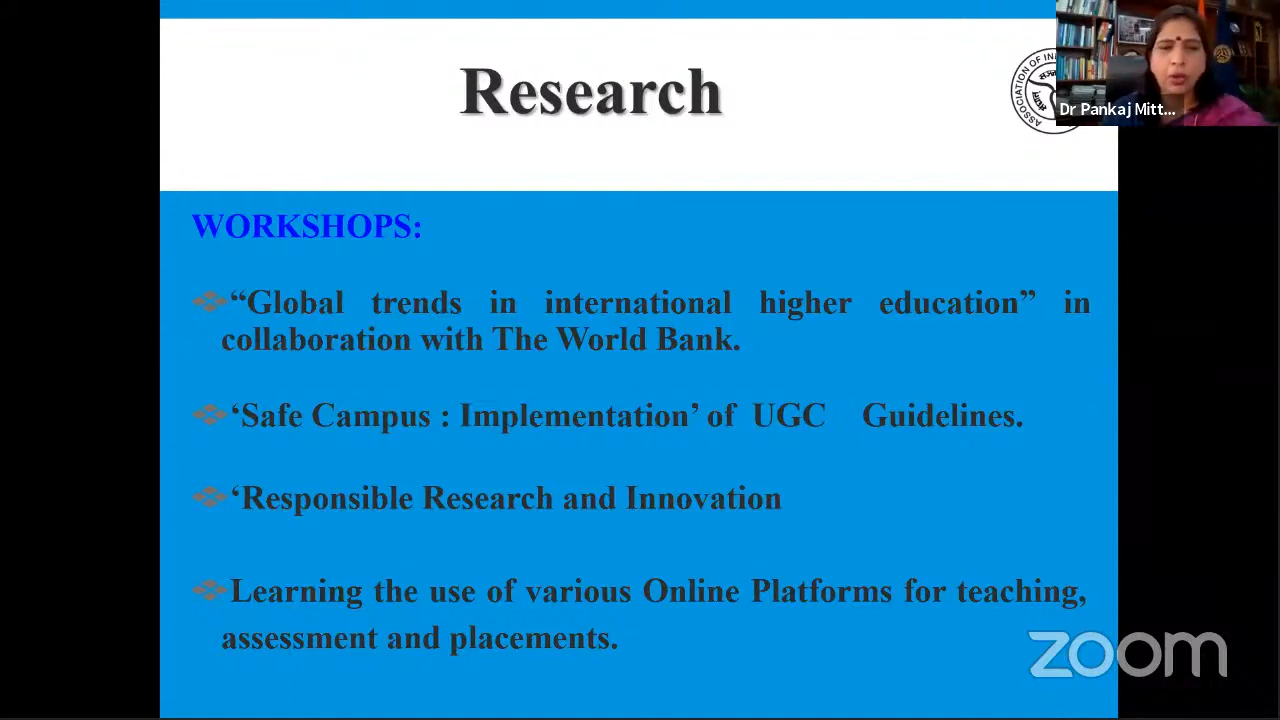 Research
ASSOCIATION OF
Dr Pankaj Mitt...
WORKSHOPS:
“Global trends in international higher education” in
collaboration with The World Bank.
‘Safe Campus : Implementation’ of UGC Guidelines.
‘Responsible Research and Innovation
Learning the use of various Online Platforms for teaching,
assessment and placements.
zoom